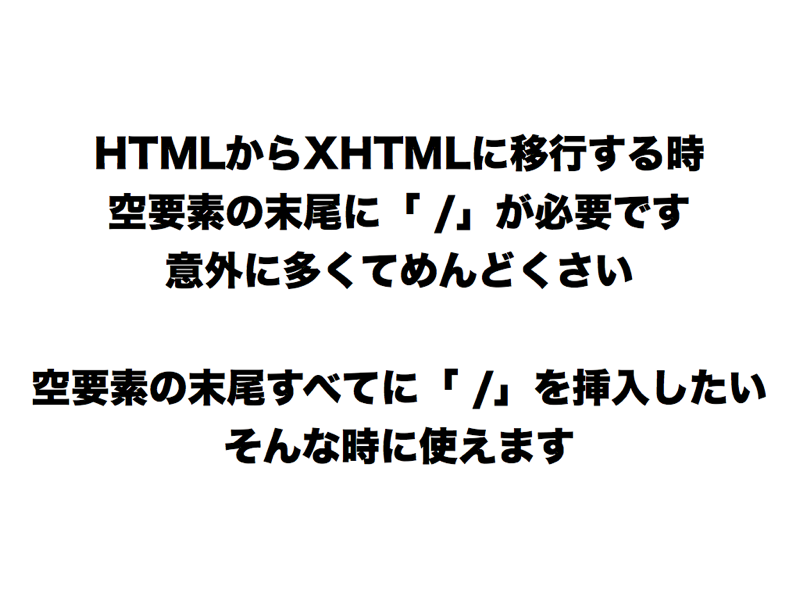 HTMLからXHTMLに移行する時
空要素の末尾に「 /」が必要です
意外に多くてめんどくさい
空要素の末尾すべてに「 /」を挿入したい
そんな時に使えます